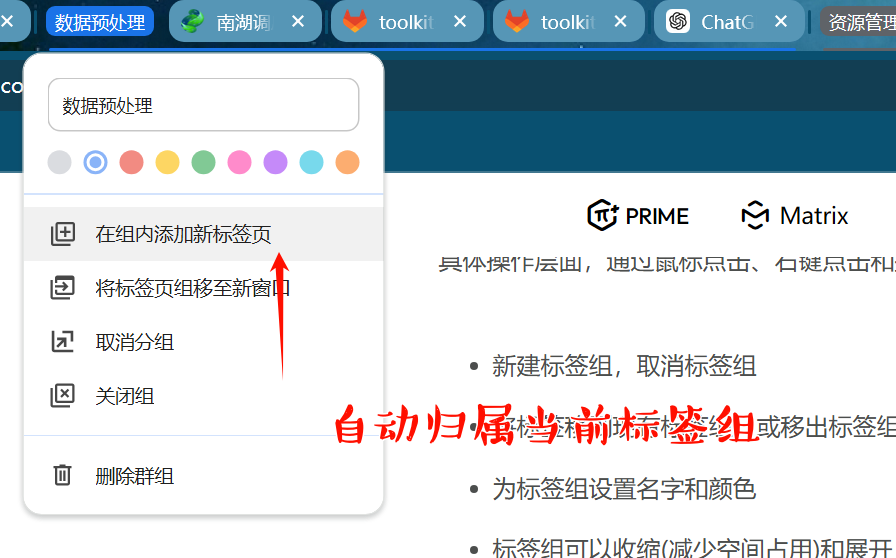 数据预处理
南湖调
toolkit
toolkit
ChatG
资源管理
co
数据预处理
PRIME
Matrix
在组内添加新标签页
具体操作层面，通过鼠标点击、右键点击和
将标签页组移至新窗口
取消分组
新建标签组，取消标签组
关闭组
自动归属当前标签组
或移出标签组
删除群组
为标签组设置名字和颜色
标签组可以收缩(减少空间占用)和展开